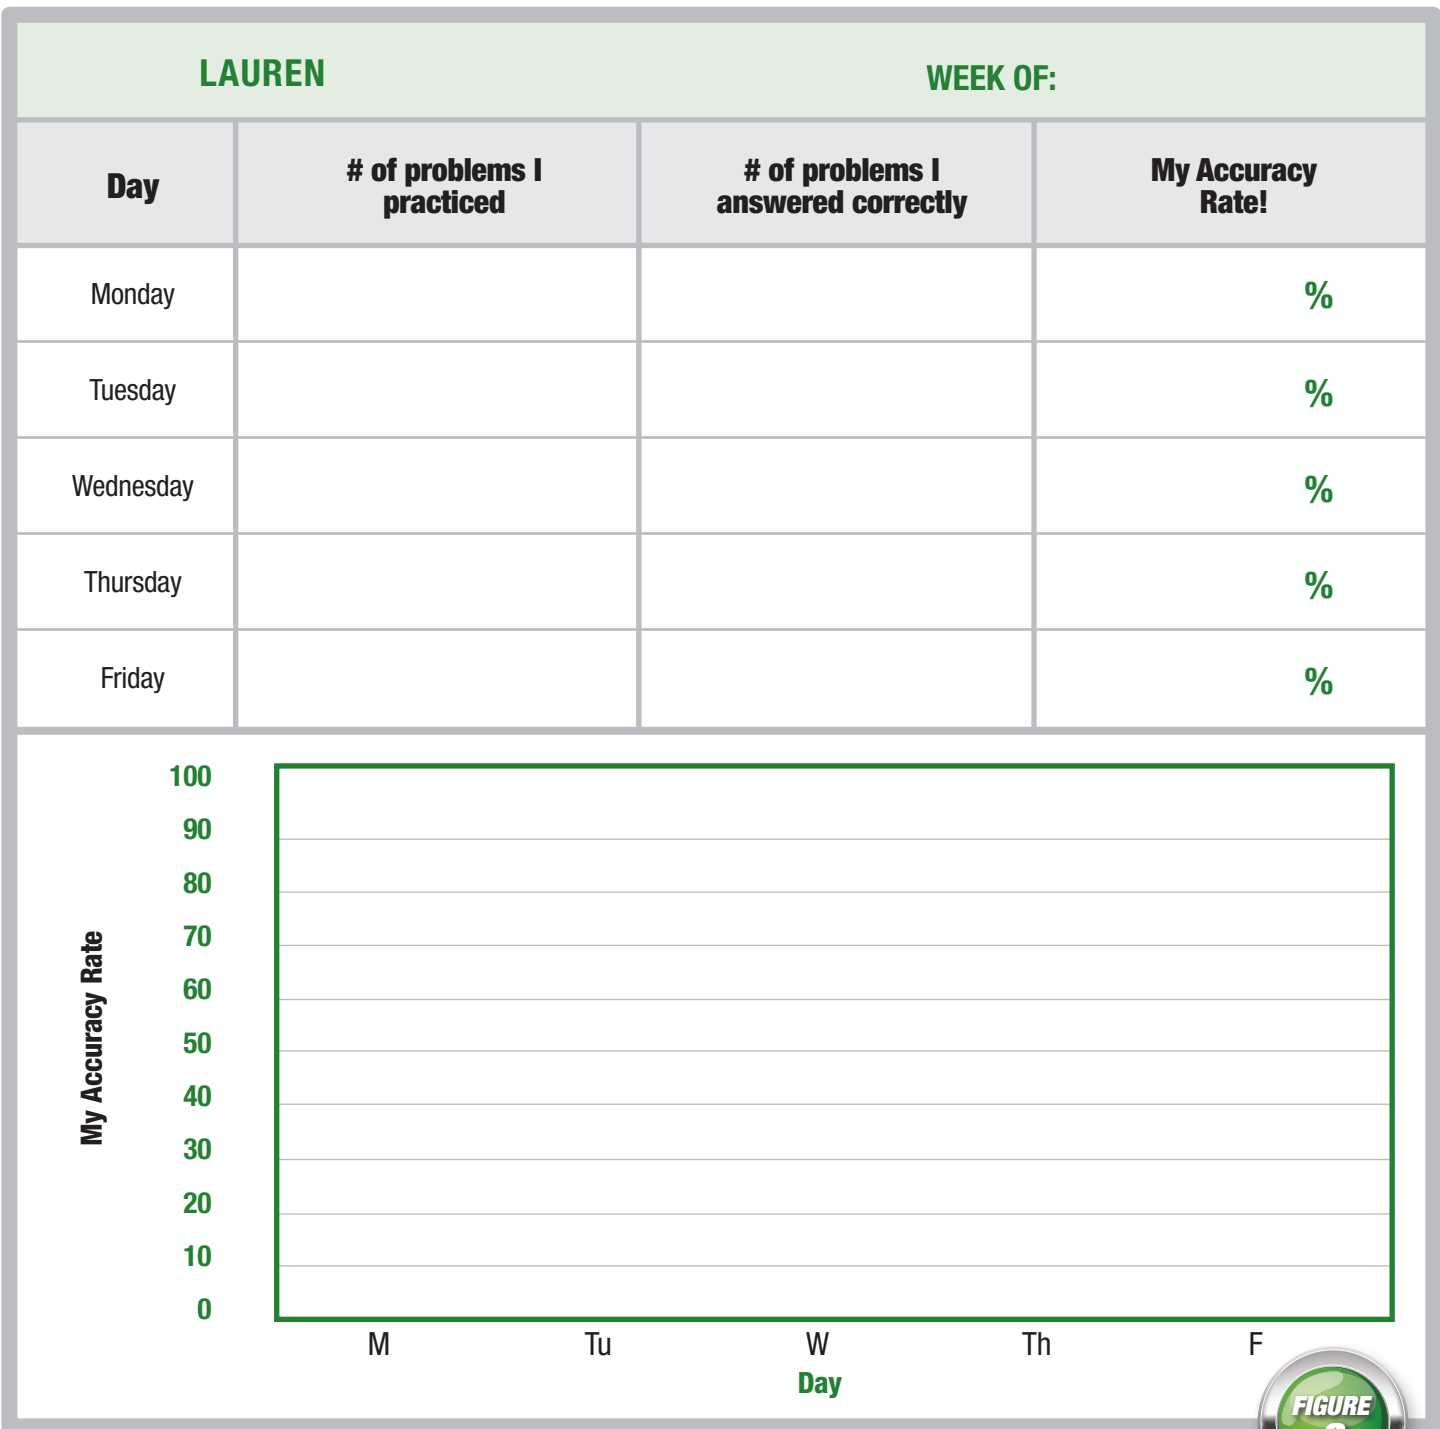 LAUREN WEEK OF:
Day # of problems I practiced # of problems I answered correctly My Accuracy Rate!
Monday %
Tuesday %
Wednesday %
Thursday %
Friday %
My Accuracy Rate
100
90
80
70
60
50
40
30
20
10
0
M Tu W Th F
Day
FIGURE